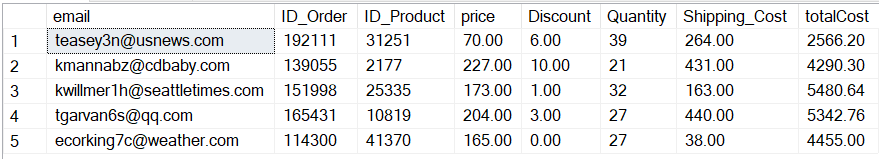 email ID_Order ID_Product price Discount Quantity Shipping_Cost totalCost
1 teasey3n@usnews.com 192111 31251 70.00 6.00 39 264.00 2566.20
2 kmannabz@cdbaby.com 139055 2177 227.00 10.00 21 431.00 4290.30
3 kwillmer1h@seattletimes.com 151998 25335 173.00 1.00 32 163.00 5480.64
4 tgarvan6s@qq.com 165431 10819 204.00 3.00 27 440.00 5342.76
5 ecorking7c@weather.com 114300 41370 165.00 0.00 27 38.00 4455.00